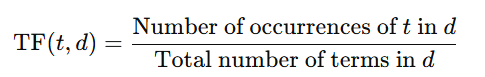 TF(t, d) = Number of occurrences of t in d / Total number of terms in d